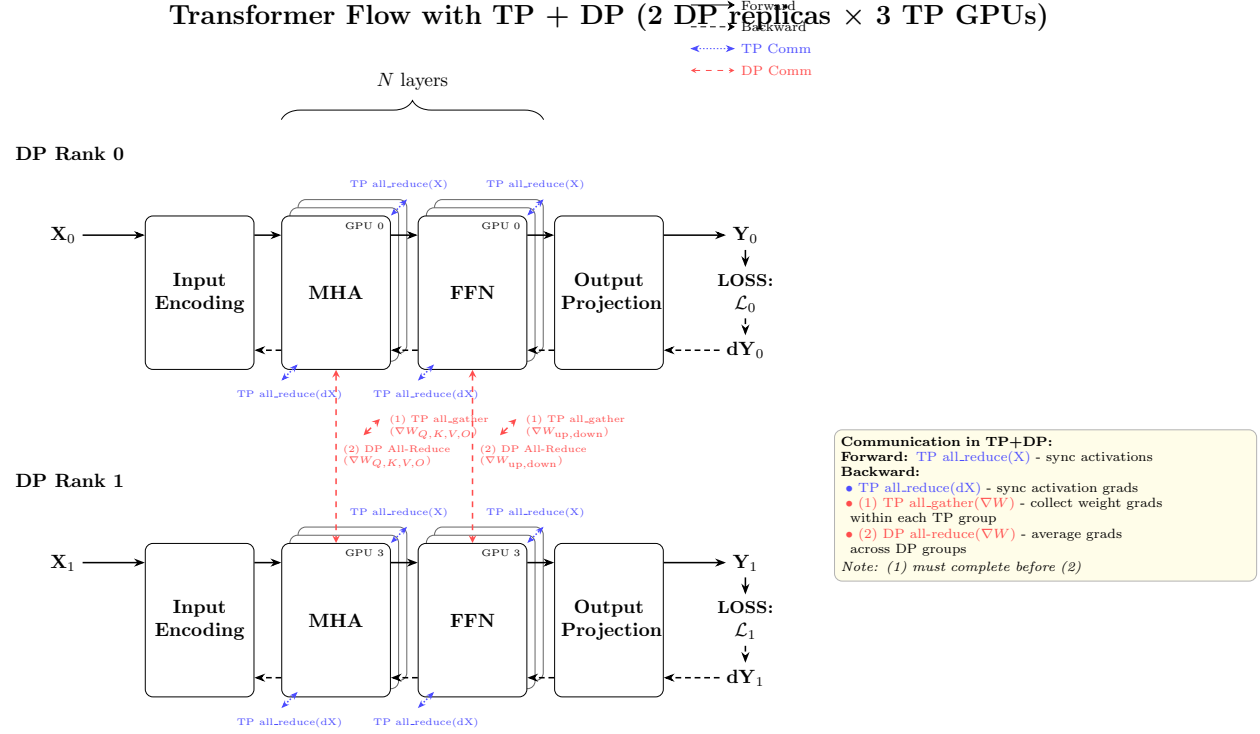 Transformer Flow with TP + DP (2 DP replicas × 3 TP GPUs)
Forward
Backward
TP Comm
DP Comm
N layers
DP Rank 0
TP all_reduce(X)
TP all_reduce(X)
GPU 0
GPU 0
X₀
Input
Encoding
MHA
FFN
Output
Projection
Y₀
LOSS:
ℒ₀
dY₀
TP all_reduce(dX)
TP all_reduce(dX)
(1) TP all_gather
(∇W_{Q,K,V,O})
(2) DP All-Reduce
(∇W_{Q,K,V,O})
(1) TP all_gather
(∇W_{up,down})
(2) DP All-Reduce
(∇W_{up,down})
DP Rank 1
TP all_reduce(X)
TP all_reduce(X)
GPU 3
GPU 3
X₁
Input
Encoding
MHA
FFN
Output
Projection
Y₁
LOSS:
ℒ₁
dY₁
TP all_reduce(dX)
TP all_reduce(dX)
Communication in TP+DP:
Forward: TP all_reduce(X) - sync activations
Backward:
• TP all_reduce(dX) - sync activation grads
• (1) TP all_gather(∇W) - collect weight grads
within each TP group
• (2) DP all-reduce(∇W) - average grads
across DP groups
Note: (1) must complete before (2)